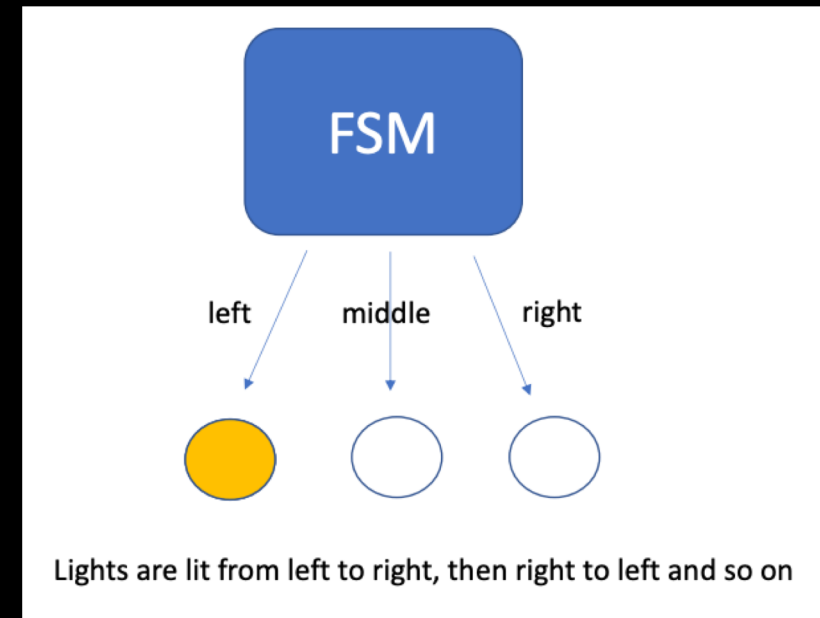 FSM
left
middle
right
Lights are lit from left to right, then right to left and so on